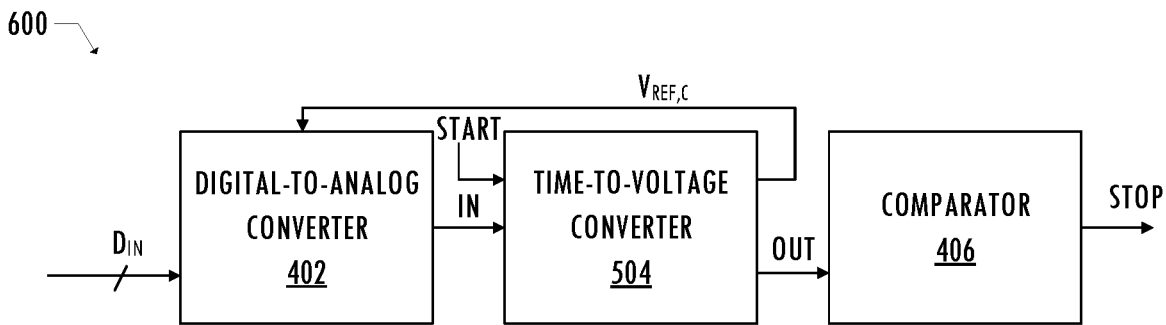 600
V_REF,C
START
DIGITAL-TO-ANALOG
CONVERTER
402
IN
TIME-TO-VOLTAGE
CONVERTER
504
COMPARATOR
406
STOP
D_IN
OUT